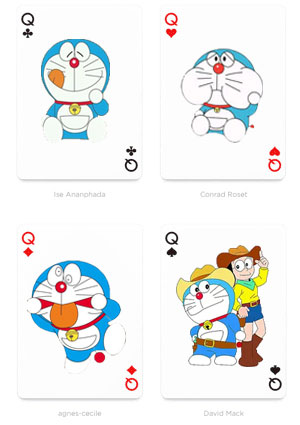 Q
Q
Q
Q
Ise Ananphada
Conrad Roset
Q
Q
Q
Q
agnes-cecile
David Mack